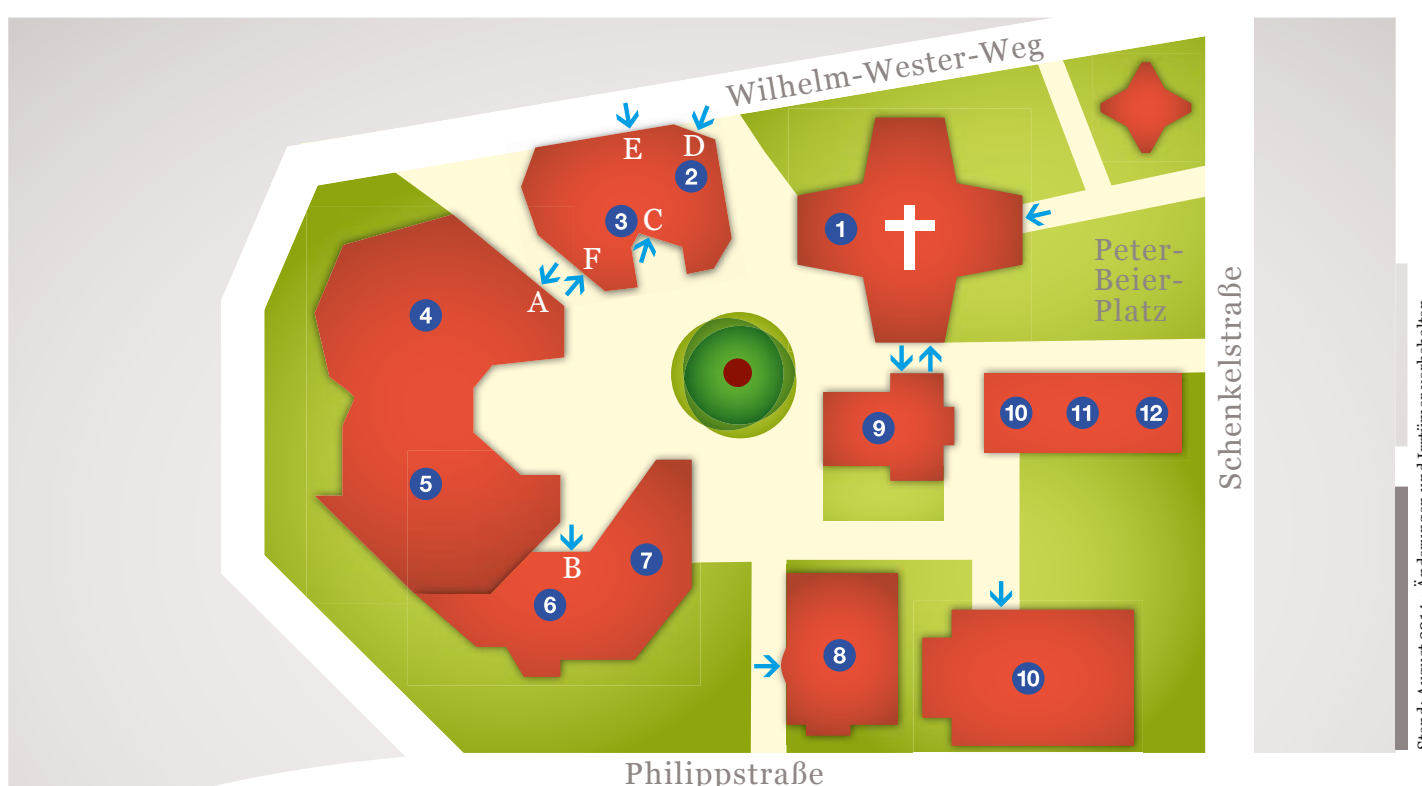 Wilhelm-Wester-Weg
E
D
2
3
C
1
F
A
Peter-
Beier-
Platz
4
Schenkelstraße
9
10
11
12
5
B
7
6
8
10
Philippstraße